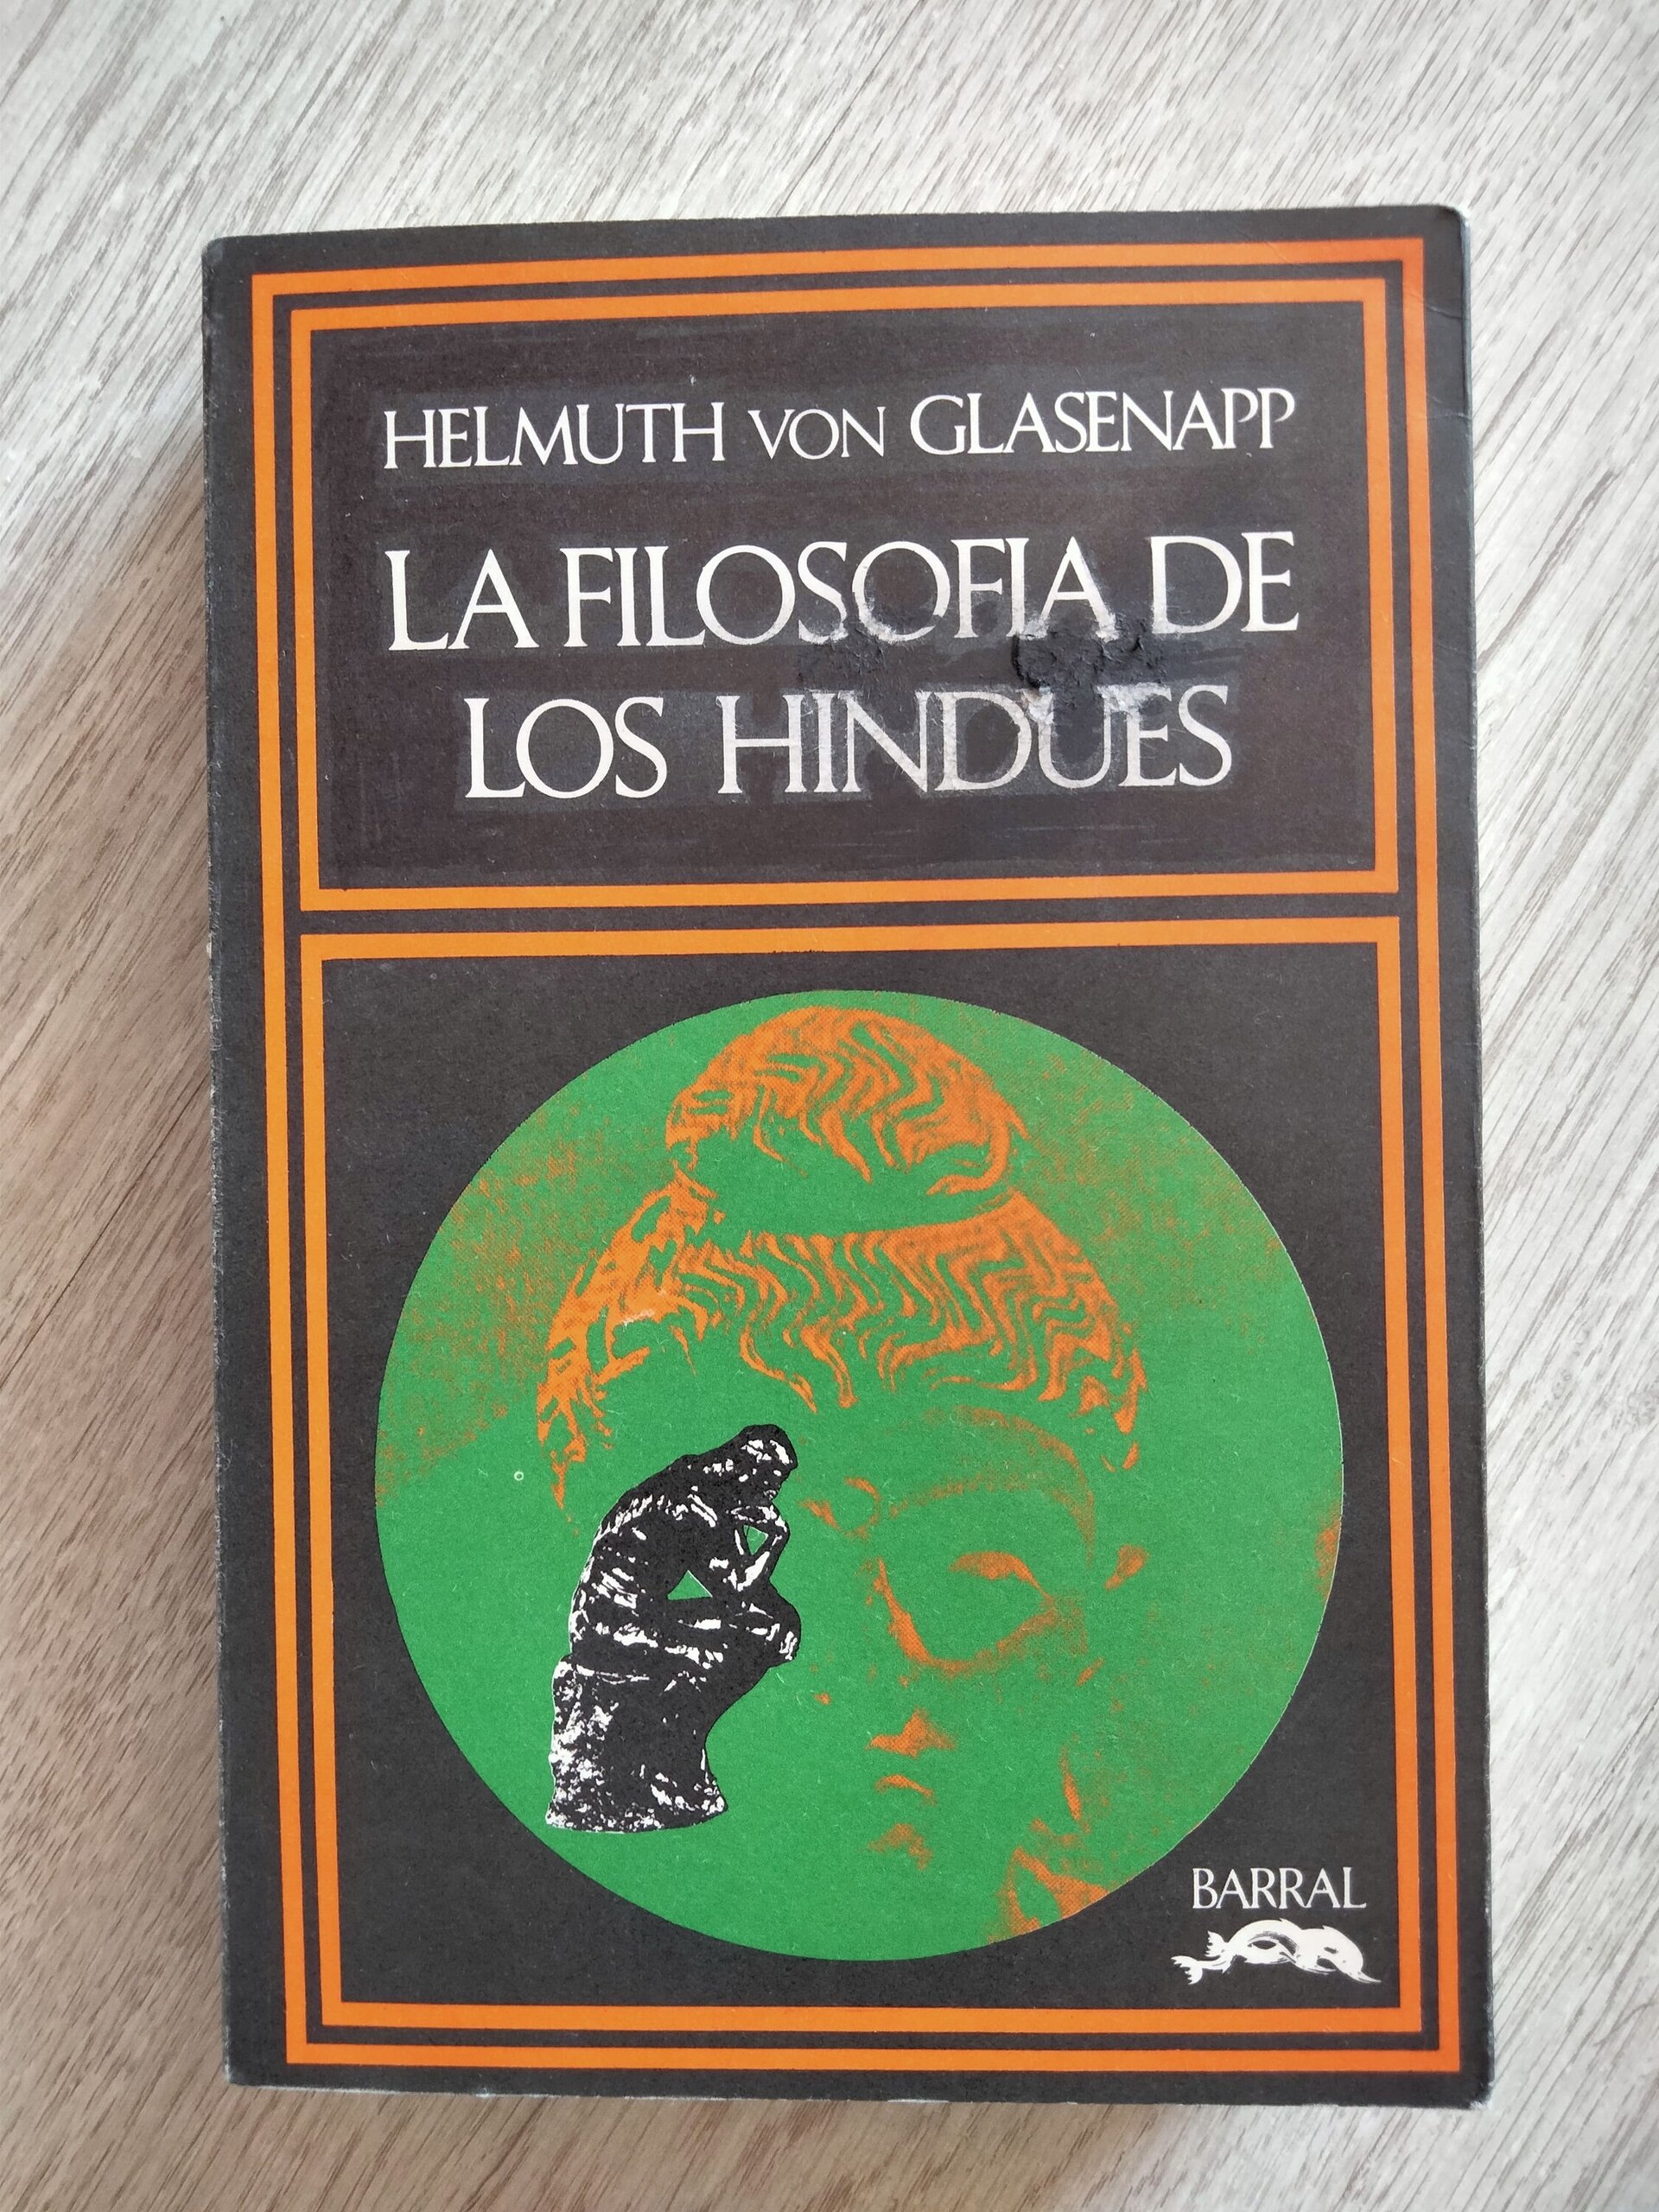 HELMUTH VON GLASENAPP
LA FILOSOFIA DE
LOS HINDUES
BARRAL